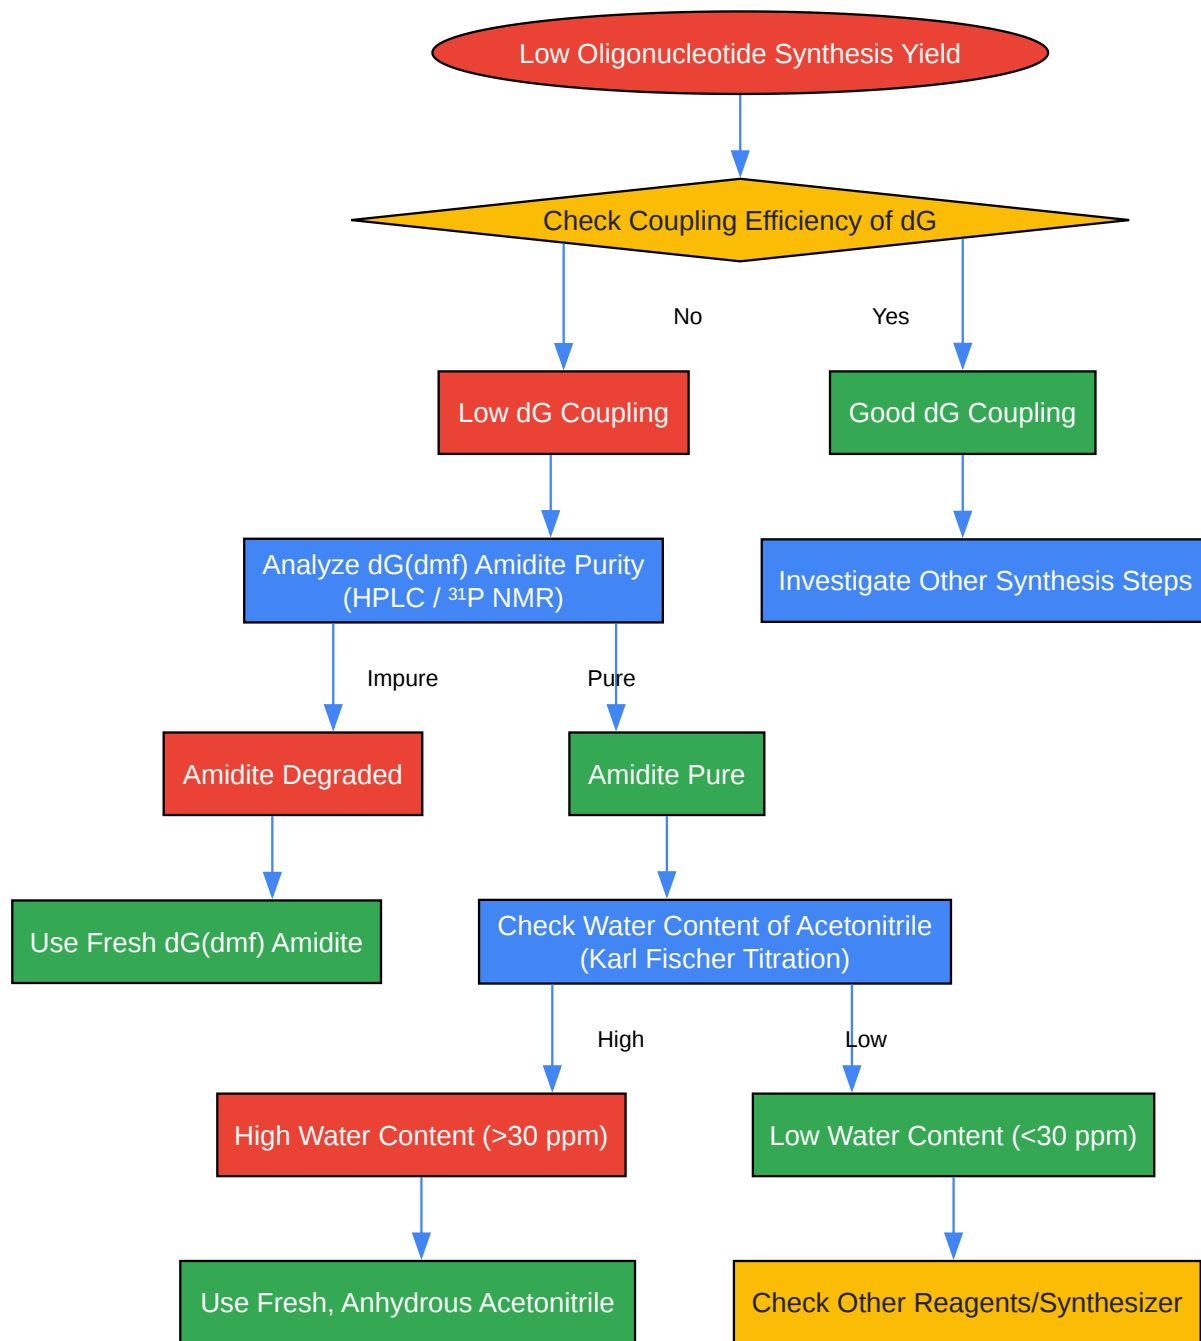 Low Oligonucleotide Synthesis Yield
Check Coupling Efficiency of dG
No
Yes
Low dG Coupling
Good dG Coupling
Analyze dG(dmf) Amidite Purity
(HPLC / ³¹P NMR)
Investigate Other Synthesis Steps
Impure
Pure
Amidite Degraded
Amidite Pure
Use Fresh dG(dmf) Amidite
Check Water Content of Acetonitrile
(Karl Fischer Titration)
High
Low
High Water Content (>30 ppm)
Low Water Content (<30 ppm)
Use Fresh, Anhydrous Acetonitrile
Check Other Reagents/Synthesizer